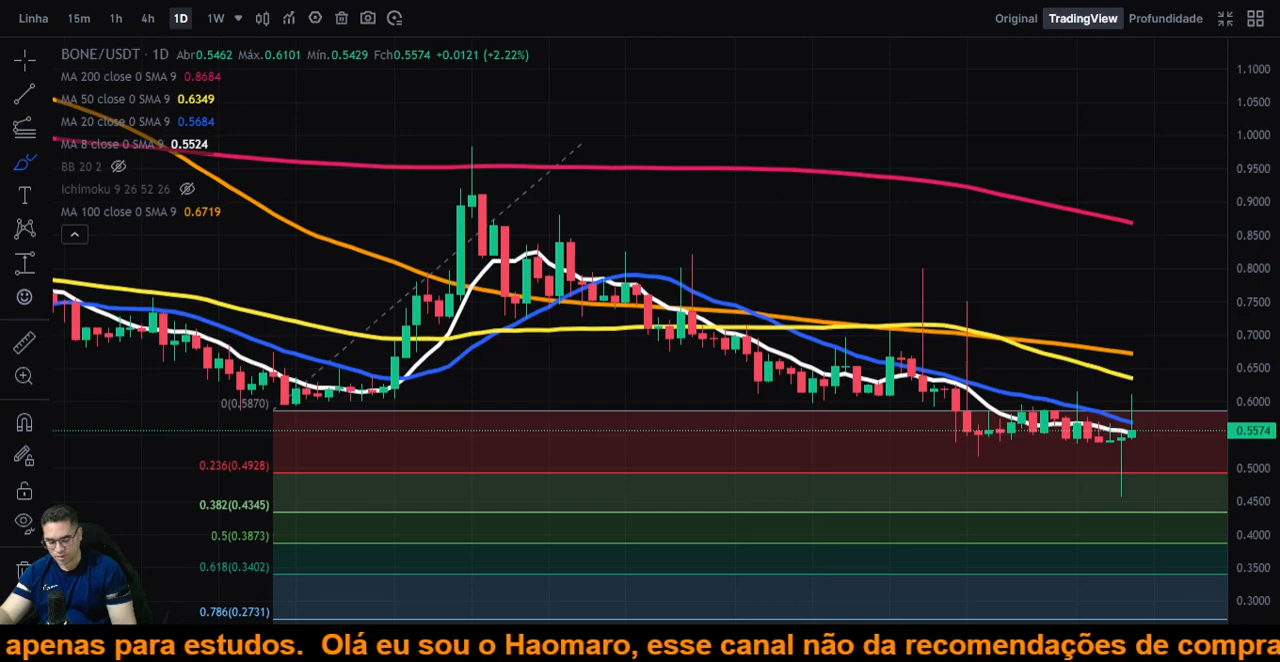 Linha 15m 1h 4h 1D 1W Original TradingView Profundidade
BONE/USDT · 1D Abr0.5462 Máx.0.6101 Mín.0.5429 Fch0.5574 +0.0121 (+2.22%)
MA 200 close 0 SMA 9 0.8684
MA 50 close 0 SMA 9 0.6349
MA 20 close 0 SMA 9 0.5684
MA 8 close 0 SMA 9 0.5524
BB 20 2
Ichimoku 9 26 52 26
MA 100 close 0 SMA 9 0.6719
1.1000
1.0500
1.0000
0.9500
0.9000
0.8500
0.8000
0.7500
0.7000
0.6500
0.6000
0.5574
0.5000
0.4500
0.4000
0.3500
0.3000
0(0.5870)
0.236(0.4928)
0.382(0.4345)
0.5(0.3873)
0.618(0.3402)
0.786(0.2731)
apenas para estudos. Olá eu sou o Haomaro, esse canal não da recomendações de compra